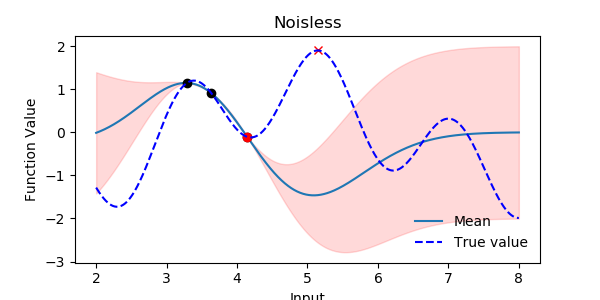 Noisless
Function Value
2
1
0
−1
−2
−3
Mean
True value
2 3 4 5 6 7 8
Input